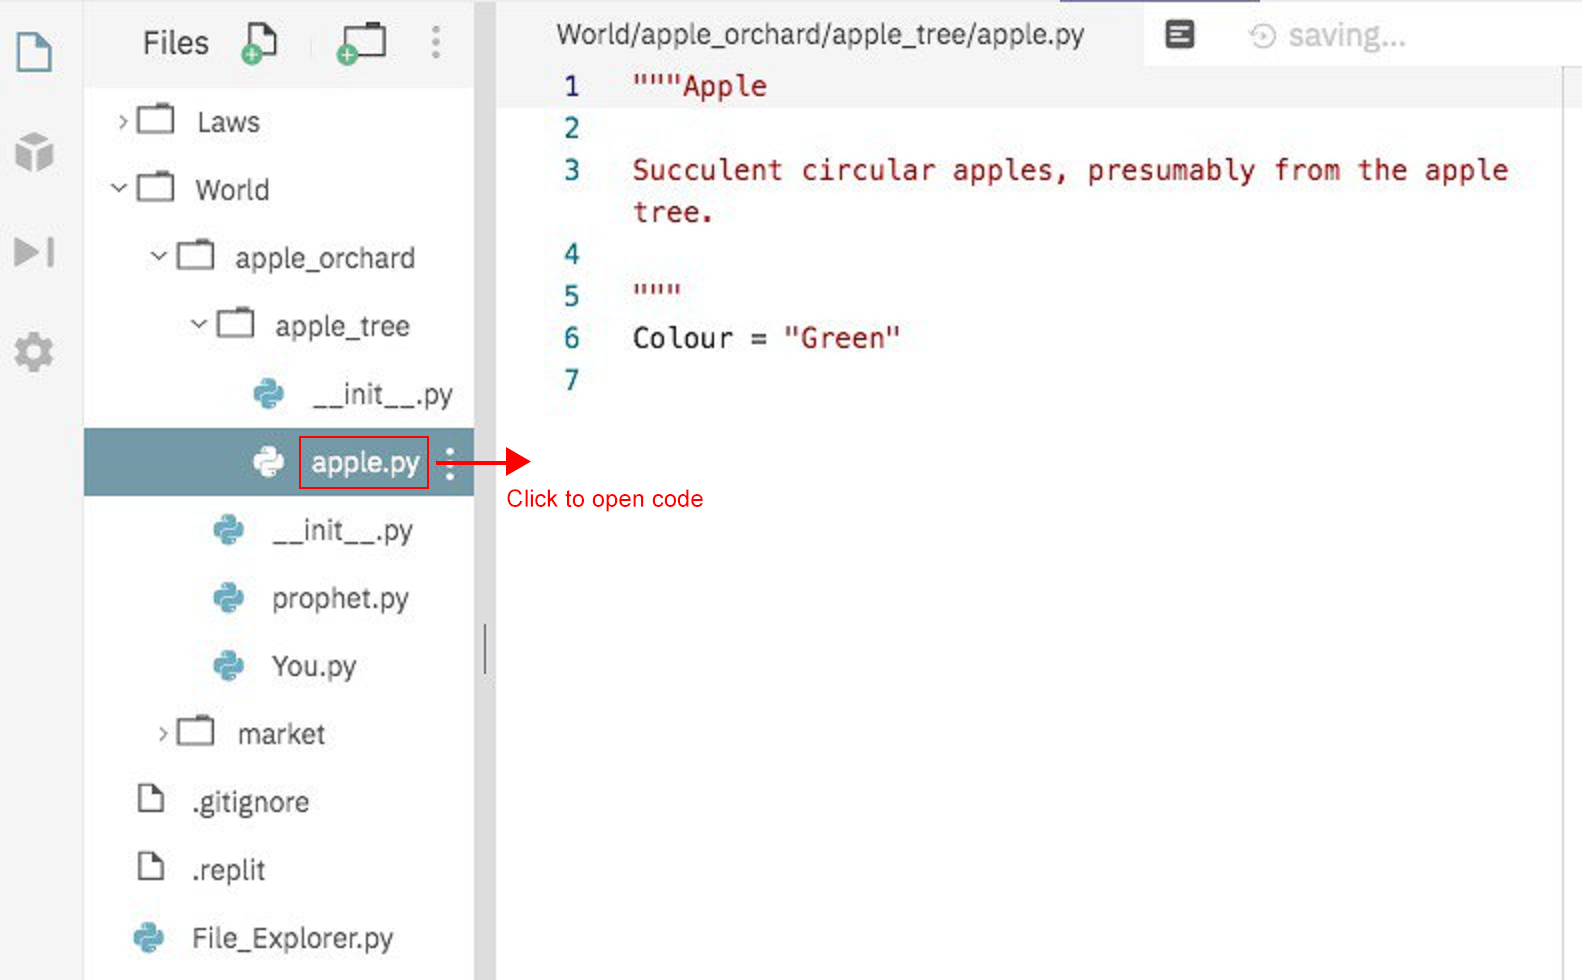 Files
Laws
World
apple_orchard
apple_tree
__init__.py
apple.py
__init__.py
prophet.py
You.py
market
.gitignore
.replit
File_Explorer.py
World/apple_orchard/apple_tree/apple.py
saving...
1 """Apple
2
3 Succulent circular apples, presumably from the apple
tree.
4
5 """
6 Colour = "Green"
7
Click to open code